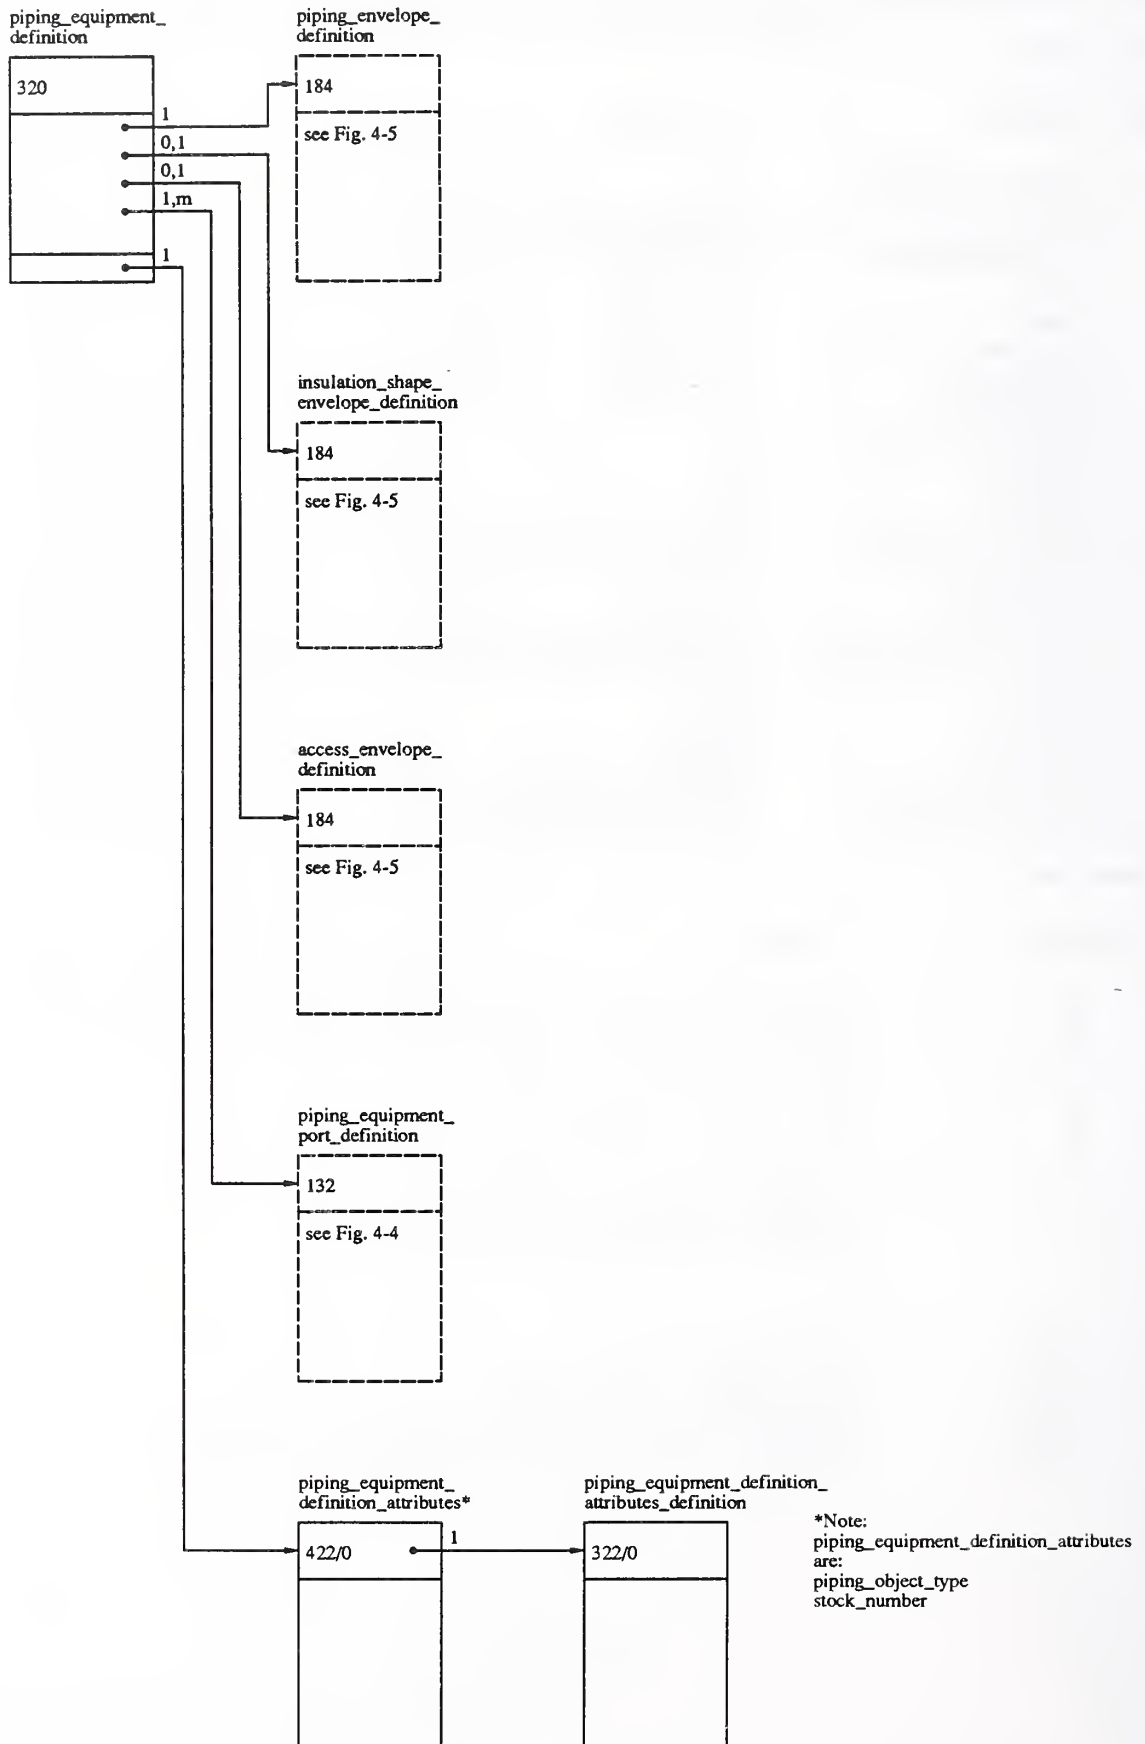 piping_equipment_
definition
320
1
0,1
0,1
1,m
1
piping_envelope_
definition
184
see Fig. 4-5
insulation_shape_
envelope_definition
184
see Fig. 4-5
access_envelope_
definition
184
see Fig. 4-5
piping_equipment_
port_definition
132
see Fig. 4-4
piping_equipment_
definition_attributes*
422/0
1
piping_equipment_definition_
attributes_definition
322/0
*Note:
piping_equipment_definition_attributes
are:
piping_object_type
stock_number